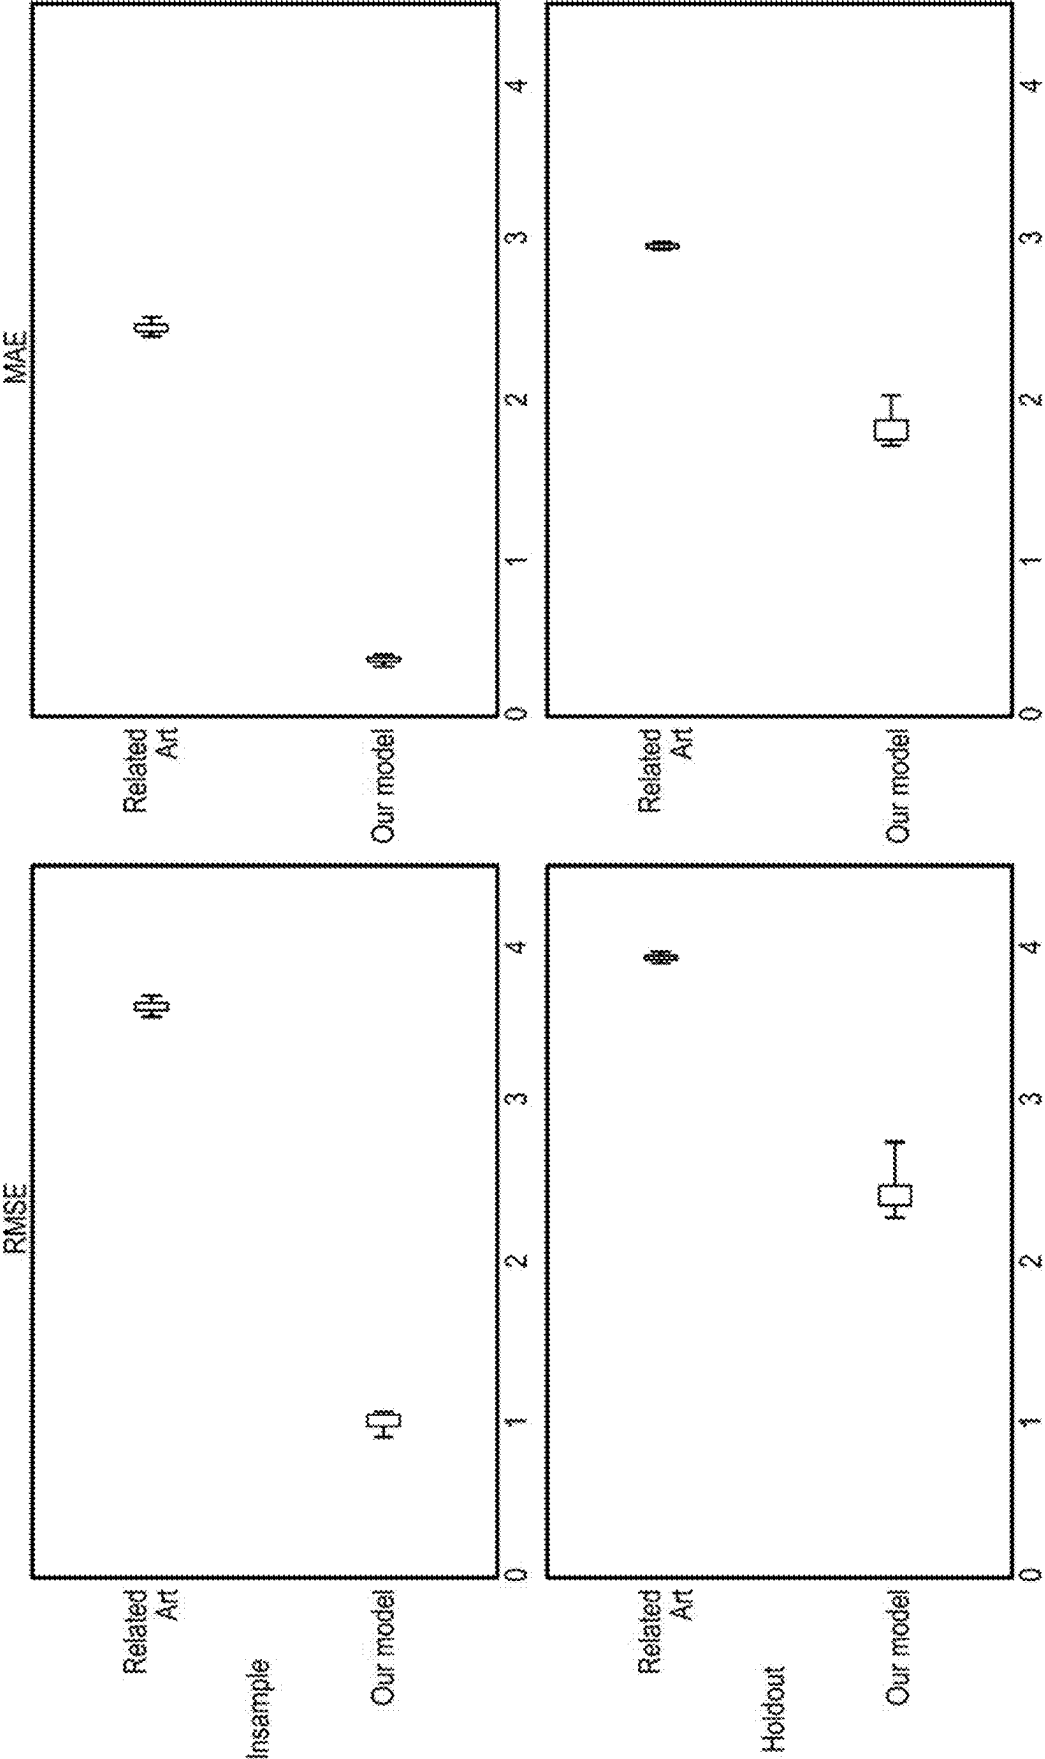 RMSE
MAE
Insample
Related
Art
Our model
0 1 2 3 4
Related
Art
Our model
0 1 2 3 4
Holdout
Related
Art
Our model
0 1 2 3 4
Related
Art
Our model
0 1 2 3 4